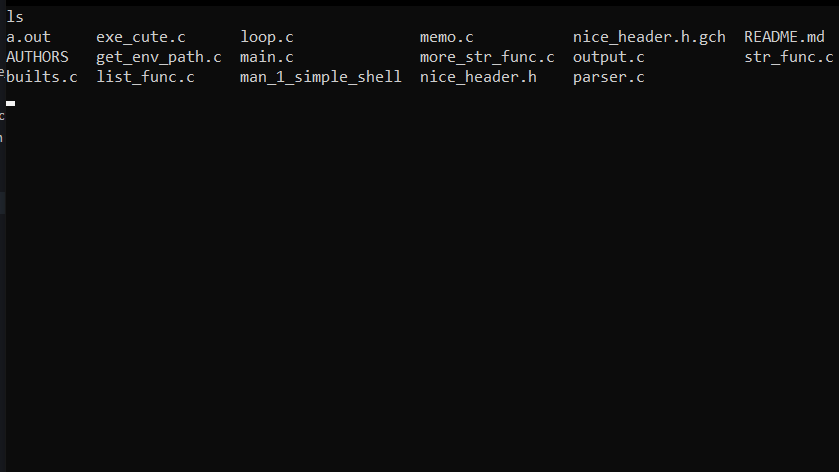 ls
a.out exe_cute.c loop.c memo.c nice_header.h.gch README.md
AUTHORS get_env_path.c main.c more_str_func.c output.c str_func.c
builts.c list_func.c man_1_simple_shell nice_header.h parser.c